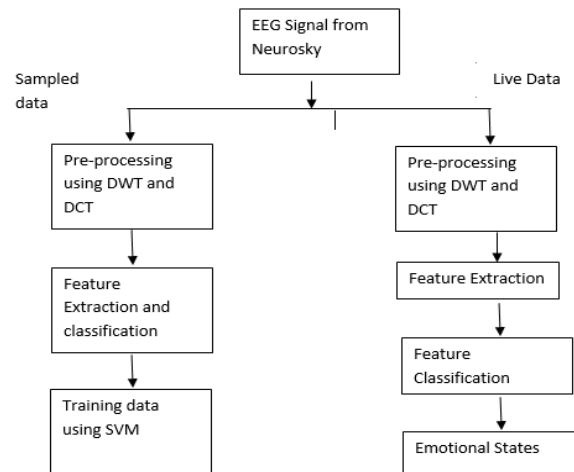 EEG Signal from
Neurosky
Sampled
data
Live Data
Pre-processing
using DWT and
DCT
Feature
Extraction and
classification
Training data
using SVM
Pre-processing
using DWT and
DCT
Feature Extraction
Feature
Classification
Emotional States